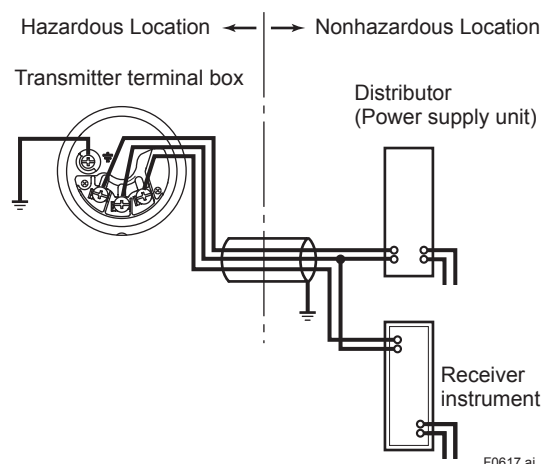 Hazardous Location
Nonhazardous Location
Transmitter terminal box
Distributor
(Power supply unit)
Receiver
instrument
F0617.ai